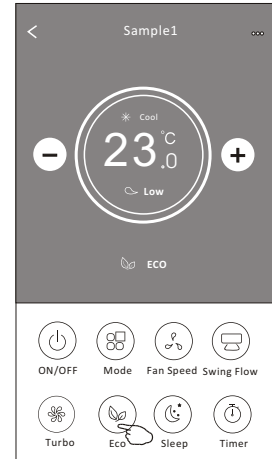 Sample1
Cool
23.0 °C
Low
ECO
ON/OFF Mode Fan Speed Swing Flow
Turbo Eco Sleep Timer